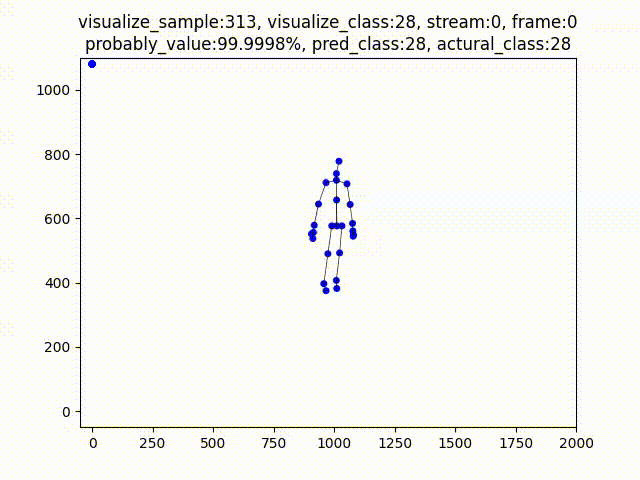 visualize_sample:313, visualize_class:28, stream:0, frame:0
probably_value:99.9998%, pred_class:28, actural_class:28
1000
800
600
400
200
0
0 250 500 750 1000 1250 1500 1750 2000